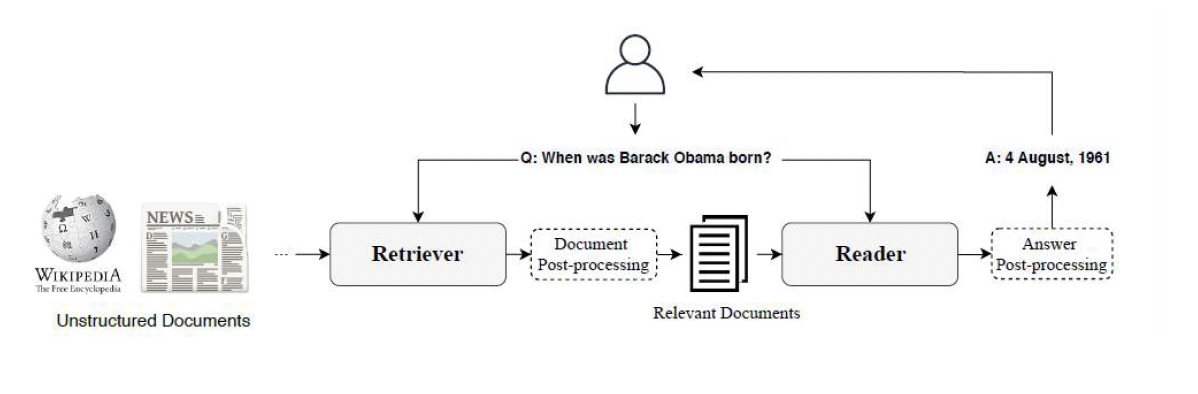 Q: When was Barack Obama born?
A: 4 August, 1961
NEWS
Ω
W
И
WIKIPEDIA
The Free Encyclopedia
Unstructured Documents
...
Retriever
Document
Post-processing
Relevant Documents
Reader
Answer
Post-processing